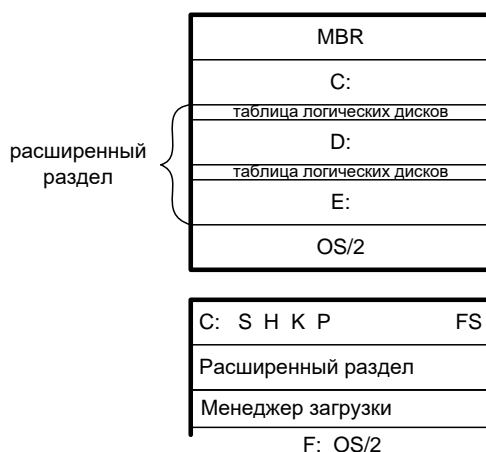 MBR
C:
таблица логических дисков
D:
таблица логических дисков
расширенный
раздел
E:
OS/2
C: S H K P FS
Расширенный раздел
Менеджер загрузки
F: OS/2